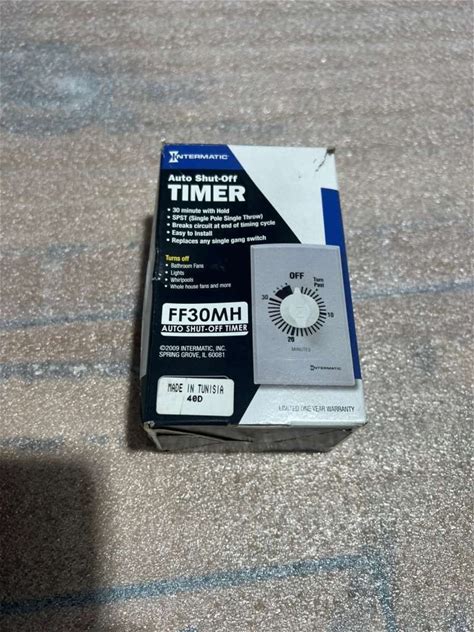 INTERMATIC®
Auto Shut-Off
TIMER
• 30 minute with Hold
• SPST (Single Pole Single Throw)
• Breaks circuit at end of timing cycle
• Easy to Install
• Replaces any single gang switch
Turns off
• Bathroom Fans
• Lights
• Whirlpools
• Whole house fans and more
FF30MH
AUTO SHUT-OFF TIMER
©2009 INTERMATIC, INC.
SPRING GROVE, IL 60081
MADE IN TUNISIA
40D
OFF
Turn
Past
30
10
20
MINUTES
INTERMATIC
LIMITED ONE YEAR WARRANTY